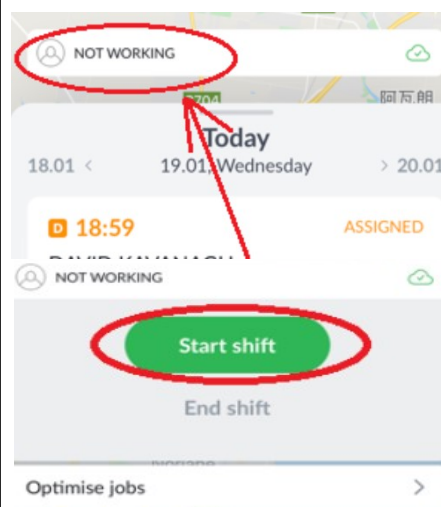 NOT WORKING
阿瓦朗
Today
18.01 < 19.01, Wednesday > 20.01
D 18:59 ASSIGNED
NOT WORKING
Start shift
End shift
Optimise jobs >